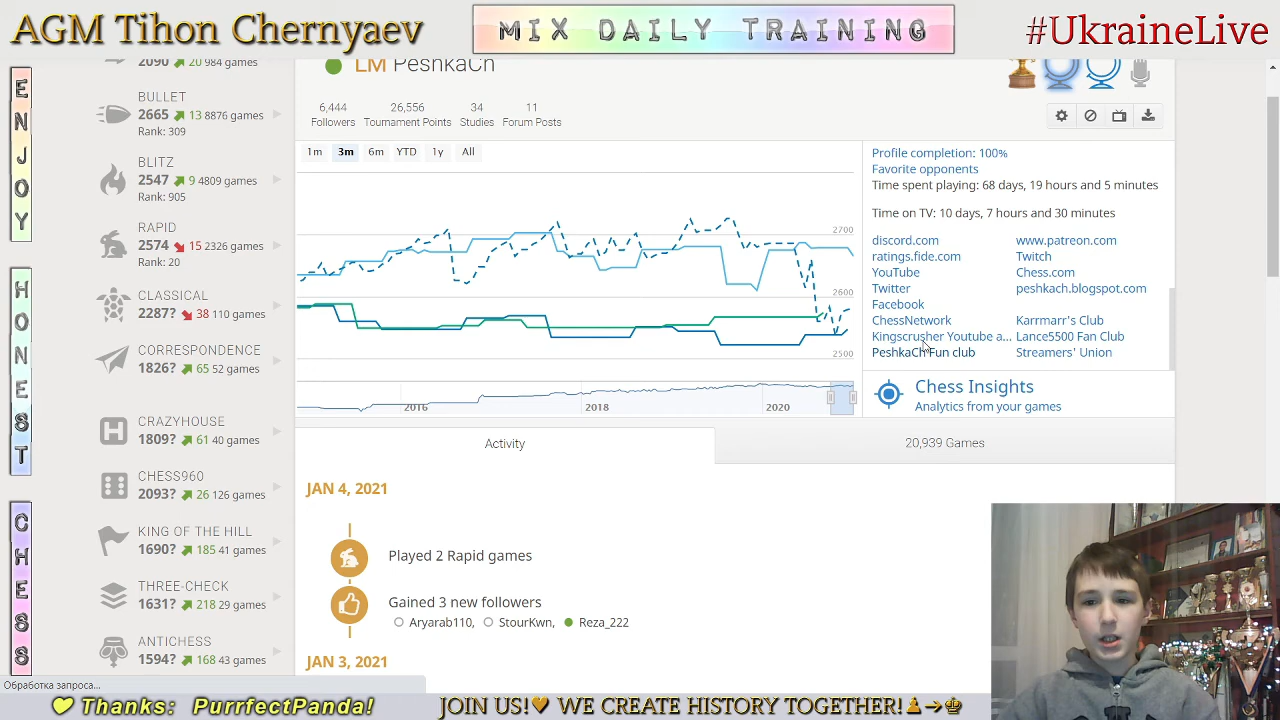 AGM Tihon Chernyaev
MIX DAILY TRAINING
#UkraineLive
ENJOY
HONEST
CHESS
2090 20 984 games
BULLET
2665 13 8876 games
Rank: 309
BLITZ
2547 9 4809 games
Rank: 905
RAPID
2574 15 2326 games
Rank: 20
CLASSICAL
2287? 38 110 games
CORRESPONDENCE
1826? 65 52 games
CRAZYHOUSE
1809? 61 40 games
CHESS960
2093? 26 126 games
KING OF THE HILL
1690? 185 41 games
THREE-CHECK
1631? 218 29 games
ANTICHESS
1594? 168 43 games
Обработка запроса...
LM PeshkaCh
6,444 26,556 34 11
Followers Tournament Points Studies Forum Posts
1m 3m 6m YTD 1y All
2700
2600
2500
2016 2018 2020
Profile completion: 100%
Favorite opponents
Time spent playing: 68 days, 19 hours and 5 minutes
Time on TV: 10 days, 7 hours and 30 minutes
discord.com www.patreon.com
ratings.fide.com Twitch
YouTube Chess.com
Twitter peshkach.blogspot.com
Facebook
ChessNetwork Karrmarr's Club
Kingscrusher Youtube a... Lance5500 Fan Club
PeshkaCh Fun club Streamers' Union
Chess Insights
Analytics from your games
Activity 20,939 Games
JAN 4, 2021
Played 2 Rapid games
Gained 3 new followers
Aryarab110, StourKwn, Reza_222
JAN 3, 2021
Thanks: PurrfectPanda!
JOIN US! WE CREATE HISTORY TOGETHER!